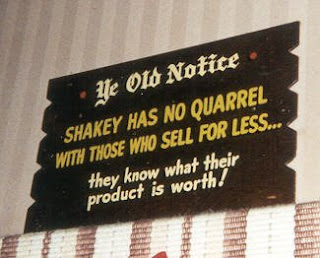 Ye Old Notice
SHAKEY HAS NO QUARREL
WITH THOSE WHO SELL FOR LESS...
they know what their
product is worth!